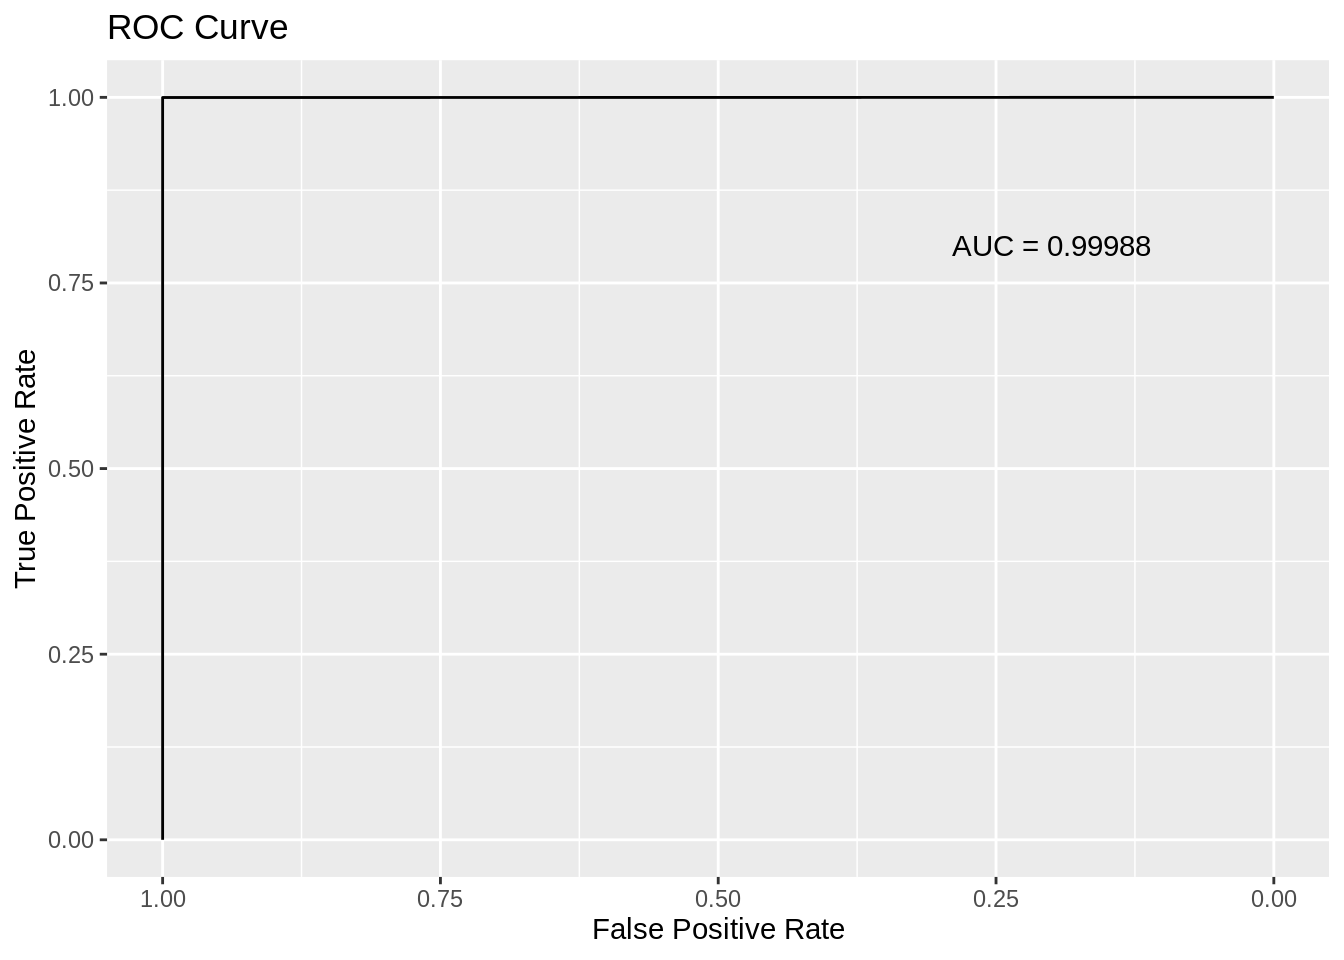 ROC Curve
1.00
AUC = 0.99988
0.75
True Positive Rate
0.50
0.25
0.00
1.00 0.75 0.50 0.25 0.00
False Positive Rate